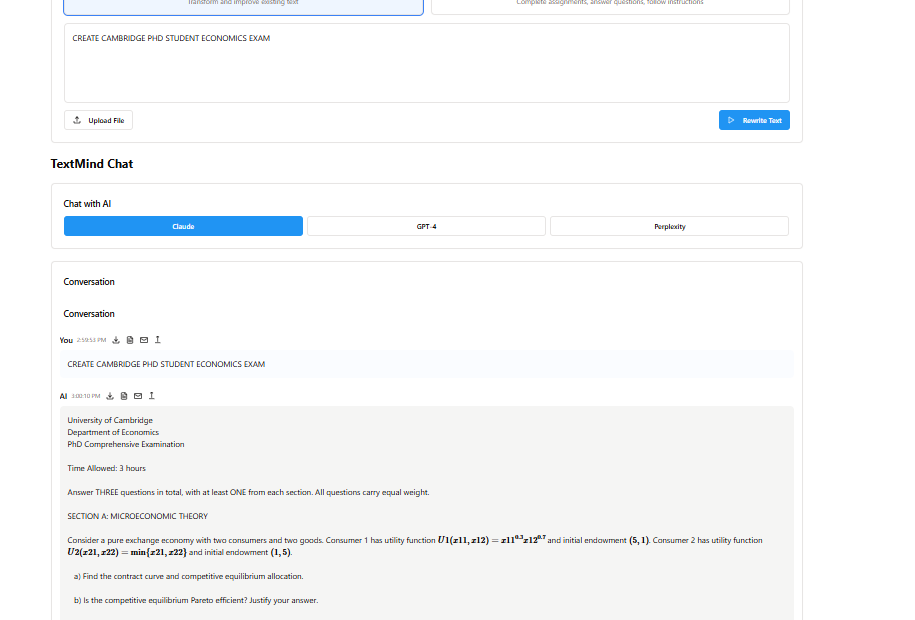 Transform and improve existing text
Complete assignments, answer questions, follow instructions
CREATE CAMBRIDGE PHD STUDENT ECONOMICS EXAM
Upload File
Rewrite Text
TextMind Chat
Chat with AI
Claude
GPT-4
Perplexity
Conversation
Conversation
You 2:59:53 PM
CREATE CAMBRIDGE PHD STUDENT ECONOMICS EXAM
AI 3:00:10 PM
University of Cambridge
Department of Economics
PhD Comprehensive Examination
Time Allowed: 3 hours
Answer THREE questions in total, with at least ONE from each section. All questions carry equal weight.
SECTION A: MICROECONOMIC THEORY
Consider a pure exchange economy with two consumers and two goods. Consumer 1 has utility function U1(x11, x12) = x11^0.3 x12^0.7 and initial endowment (5, 1). Consumer 2 has utility function
U2(x21, x22) = min{x21, x22} and initial endowment (1, 5).
a) Find the contract curve and competitive equilibrium allocation.
b) Is the competitive equilibrium Pareto efficient? Justify your answer.